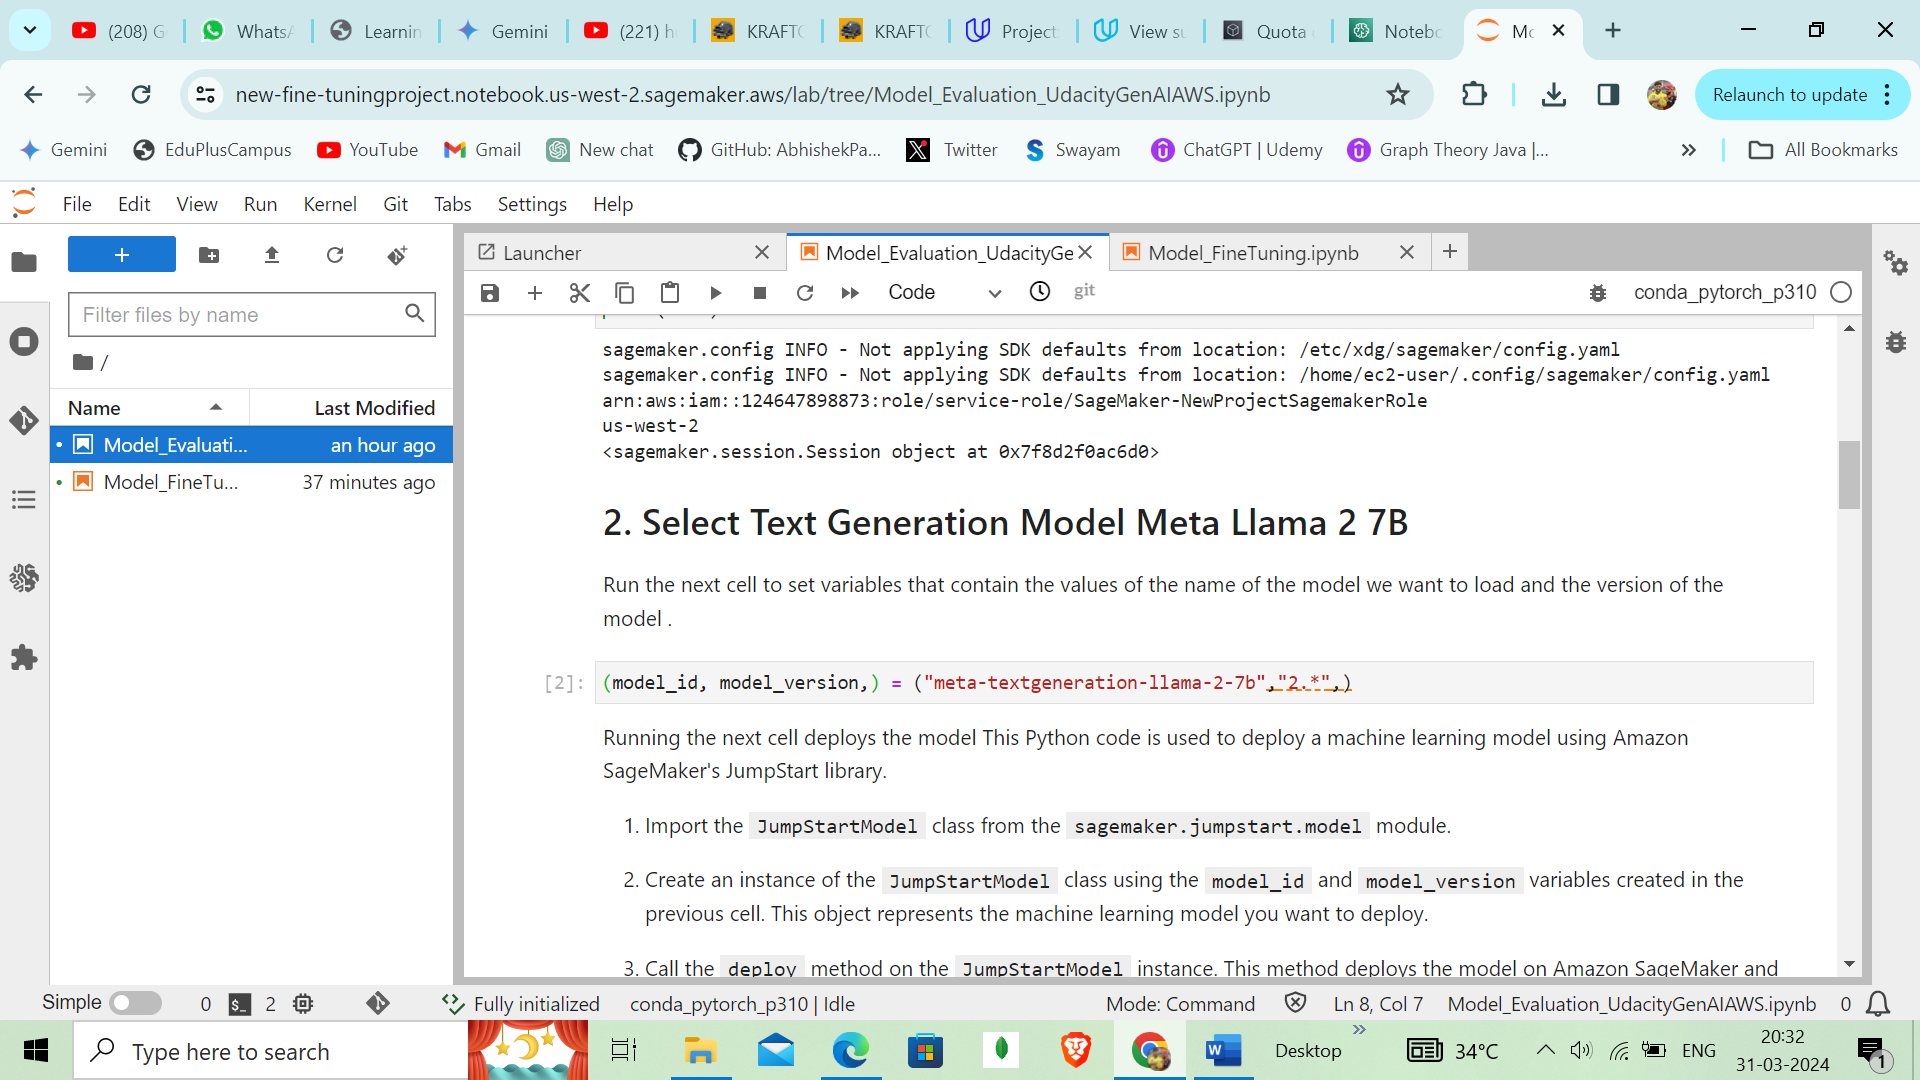 (208) G
WhatsA
Learnin
Gemini
(221) h
KRAFTO
KRAFTO
Project
View su
Quota
Notebo
Mo
new-fine-tuningproject.notebook.us-west-2.sagemaker.aws/lab/tree/Model_Evaluation_UdacityGenAIAWS.ipynb
Relaunch to update
Gemini
EduPlusCampus
YouTube
Gmail
New chat
GitHub: AbhishekPa...
Twitter
Swayam
ChatGPT | Udemy
Graph Theory Java |...
All Bookmarks
File Edit View Run Kernel Git Tabs Settings Help
Launcher
Model_Evaluation_UdacityGe
Model_FineTuning.ipynb
Filter files by name
Code
git
conda_pytorch_p310
/
Name
Last Modified
Model_Evaluati... an hour ago
Model_FineTu... 37 minutes ago
sagemaker.config INFO - Not applying SDK defaults from location: /etc/xdg/sagemaker/config.yaml
sagemaker.config INFO - Not applying SDK defaults from location: /home/ec2-user/.config/sagemaker/config.yaml
arn:aws:iam::124647898873:role/service-role/SageMaker-NewProjectSagemakerRole
us-west-2
<sagemaker.session.Session object at 0x7f8d2f0ac6d0>
2. Select Text Generation Model Meta Llama 2 7B
Run the next cell to set variables that contain the values of the name of the model we want to load and the version of the
model .
[2]: (model_id, model_version,) = ("meta-textgeneration-llama-2-7b","2.*",)
Running the next cell deploys the model This Python code is used to deploy a machine learning model using Amazon
SageMaker's JumpStart library.
1. Import the JumpStartModel class from the sagemaker.jumpstart.model module.
2. Create an instance of the JumpStartModel class using the model_id and model_version variables created in the
previous cell. This object represents the machine learning model you want to deploy.
3. Call the deploy method on the JumpStartModel instance. This method deploys the model on Amazon SageMaker and
Simple 0 2 Fully initialized conda_pytorch_p310 | Idle Mode: Command Ln 8, Col 7 Model_Evaluation_UdacityGenAIAWS.ipynb 0
Type here to search
Desktop
34°C
ENG
20:32
31-03-2024
1